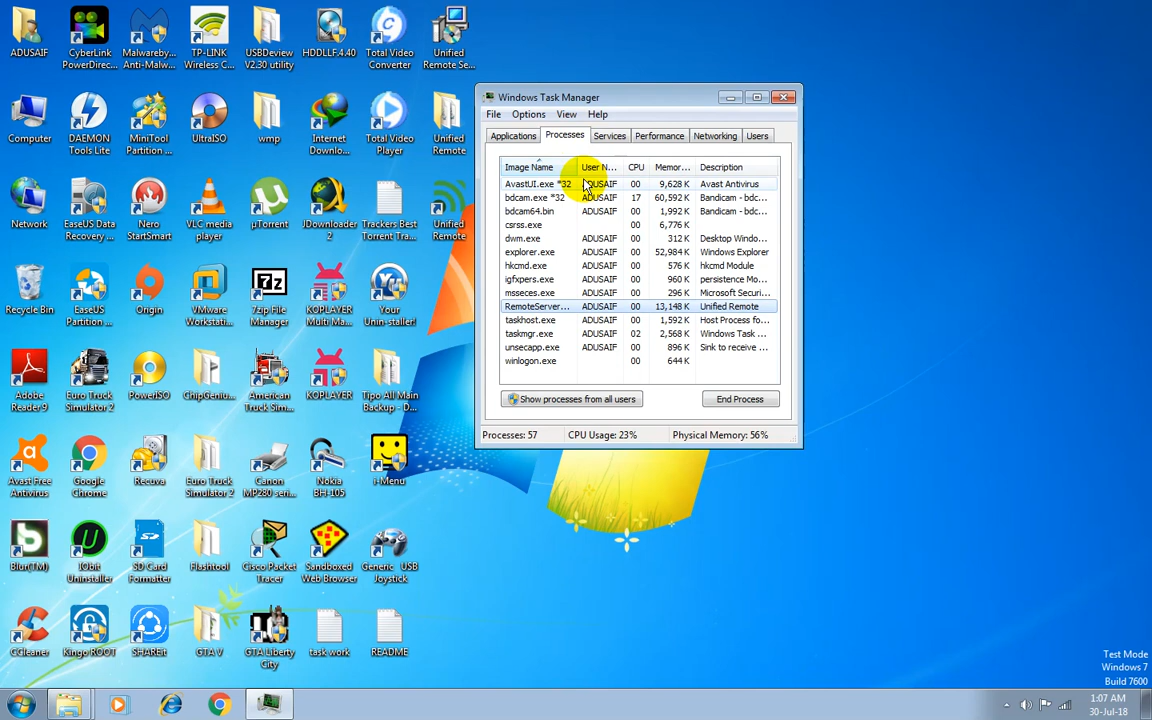 ADUSAIF
CyberLink
PowerDirec...
Malwareby...
Anti-Malw...
TP-LINK
Wireless C...
USBDeview
V2.30 utility
HDDLLF.4.40
Total Video
Converter
Unified
Remote Se...
Computer
DAEMON
Tools Lite
MiniTool
Partition ...
UltraISO
wmp
Internet
Downlo...
Total Video
Player
Unified
Remote
Network
EaseUS Data
Recovery ...
Nero
StartSmart
VLC media
player
µTorrent
JDownloader
2
Trackers Best
Torrent Tra...
Unified
Remote
Recycle Bin
EaseUS
Partition ...
Origin
VMware
Workstati...
7zip File
Manager
KOPLAYER
Multi Ma...
Your
Unin-staller!
Adobe
Reader 9
Euro Truck
Simulator 2
PowerISO
ChipGeniu...
American
Truck Sim...
KOPLAYER
Tipo All Main
Backup - D...
Avast Free
Antivirus
Google
Chrome
Recuva
Euro Truck
Simulator 2
Canon
MP280 seri...
Nokia
BH-105
i-Menu
Blur(TM)
IObit
Uninstaller
SD Card
Formatter
Flashtool
Cisco Packet
Tracer
Sandboxed
Web Browser
Generic USB
Joystick
CCleaner
Kingo ROOT
SHAREit
GTA V
GTA Liberty
City
task work
README
Windows Task Manager
File Options View Help
Applications Processes Services Performance Networking Users
Image Name User N... CPU Memor... Description
AvastUI.exe *32 ADUSAIF 00 9,628 K Avast Antivirus
bdcam.exe *32 ADUSAIF 17 60,592 K Bandicam - bdc...
bdcam64.bin ADUSAIF 00 1,992 K Bandicam - bdc...
csrss.exe 00 6,776 K
dwm.exe ADUSAIF 00 312 K Desktop Windo...
explorer.exe ADUSAIF 00 52,984 K Windows Explorer
hkcmd.exe ADUSAIF 00 576 K hkcmd Module
igfxpers.exe ADUSAIF 00 960 K persistence Mo...
msseces.exe ADUSAIF 00 296 K Microsoft Securi...
RemoteServer... ADUSAIF 00 13,148 K Unified Remote
taskhost.exe ADUSAIF 00 1,592 K Host Process fo...
taskmgr.exe ADUSAIF 02 2,568 K Windows Task ...
unsecapp.exe ADUSAIF 00 896 K Sink to receive ...
winlogon.exe 00 644 K
Show processes from all users End Process
Processes: 57 CPU Usage: 23% Physical Memory: 56%
Test Mode
Windows 7
Build 7600
1:07 AM
30-Jul-18